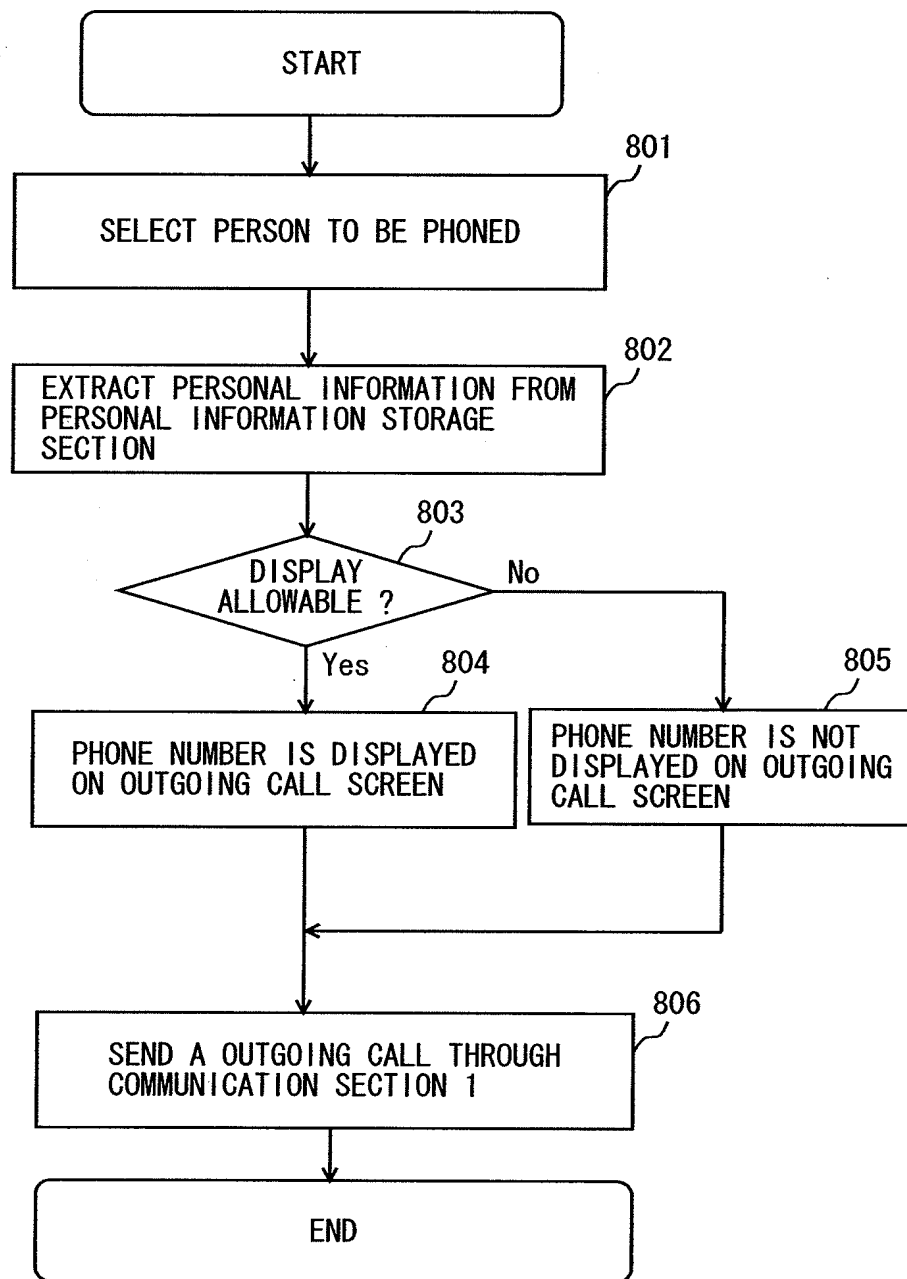 START
801
SELECT PERSON TO BE PHONED
802
EXTRACT PERSONAL INFORMATION FROM
PERSONAL INFORMATION STORAGE
SECTION
803
DISPLAY
ALLOWABLE ?
No
Yes
804
PHONE NUMBER IS DISPLAYED
ON OUTGOING CALL SCREEN
805
PHONE NUMBER IS NOT
DISPLAYED ON OUTGOING
CALL SCREEN
806
SEND A OUTGOING CALL THROUGH
COMMUNICATION SECTION 1
END